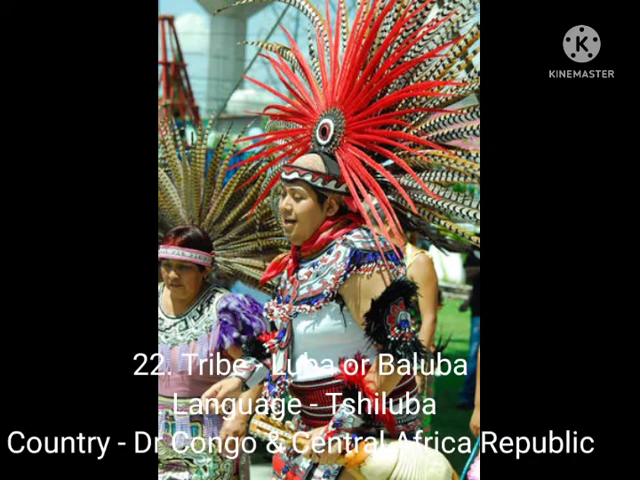 KINEMASTER
22. Tribe - Luba or Baluba
Language - Tshiluba
Country - Dr Congo & Central Africa Republic